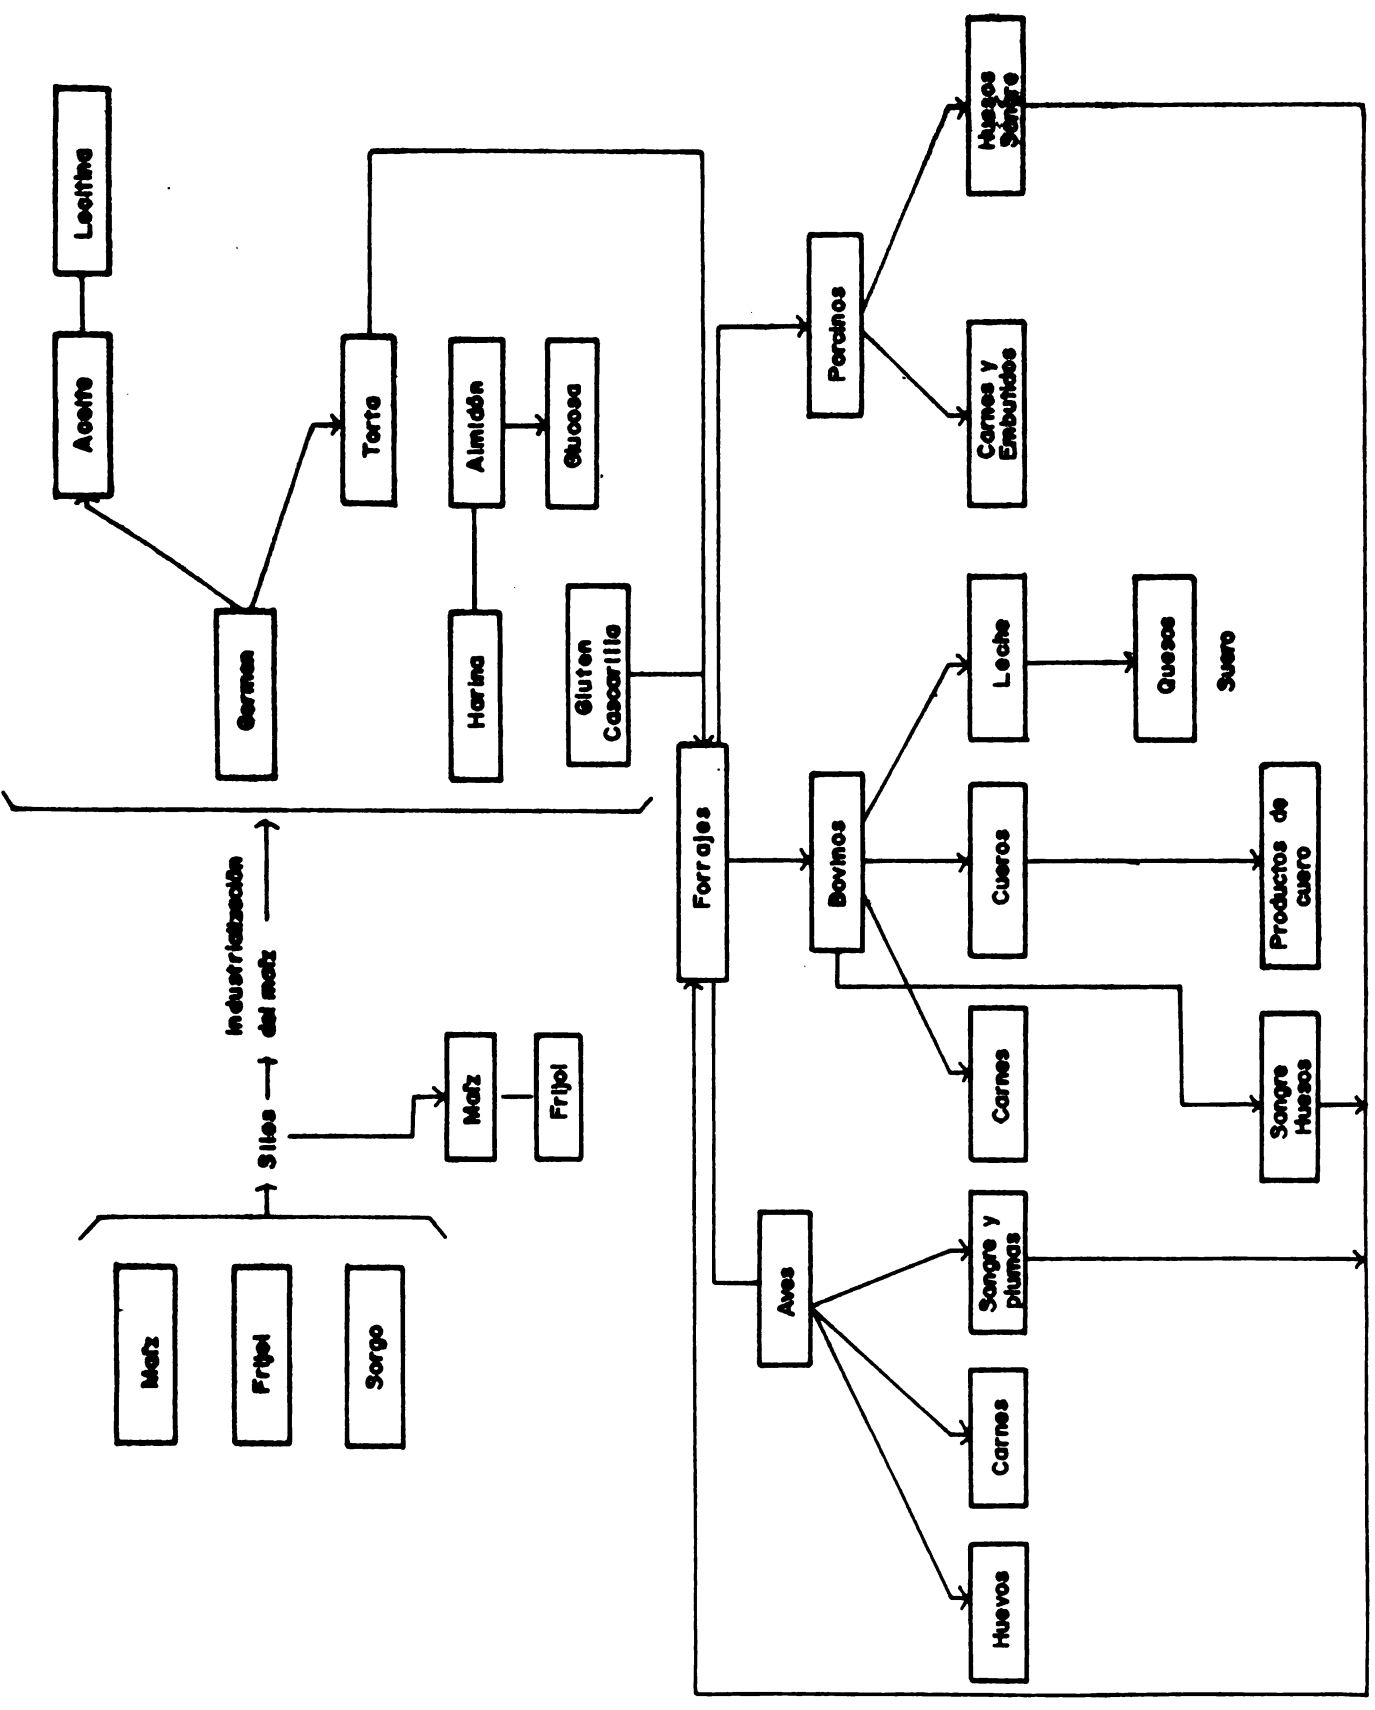 Maíz
Frijol
Sorgo
Silos
Industrialización
del maíz
Maíz
Frijol
Aceite
Lecitina
Germen
Torta
Harina
Almidón
Glucosa
Gluten
Cascarilla
Forrajes
Aves
Bovinos
Porcinos
Huevos
Carnes
Sangre y
plumas
Carnes
Cueros
Leche
Carnes y
Embutidos
Huesos
Sangre
Quesos
Suero
Sangre
Huesos
Productos de
cuero